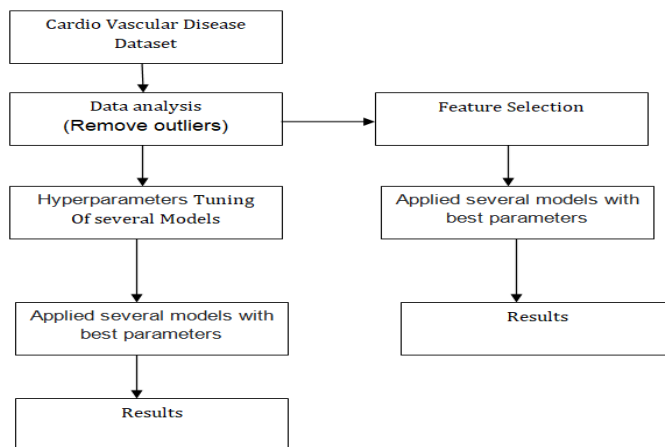 Cardio Vascular Disease
Dataset
Data analysis
(Remove outliers)
Feature Selection
Hyperparameters Tuning
Of several Models
Applied several models with
best parameters
Applied several models with
best parameters
Results
Results